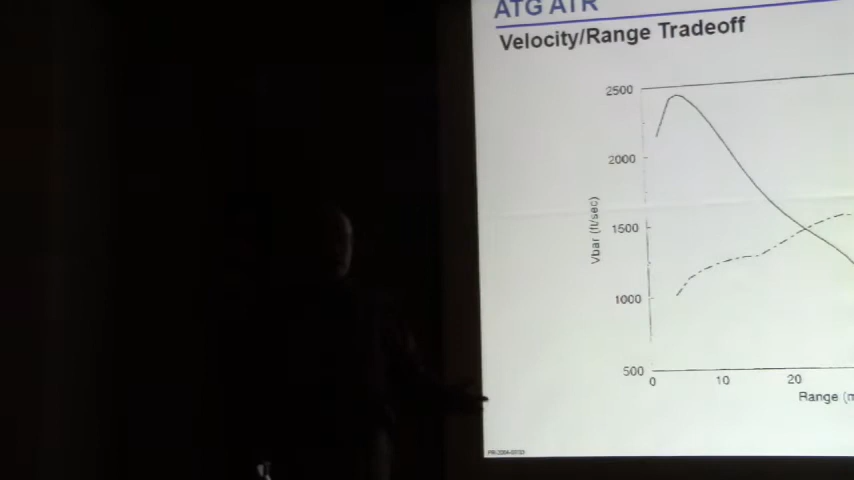 ATG ATR
Velocity/Range Tradeoff
2500
2000
1500
1000
500
Vbar (ft/sec)
0 10 20
Range (m